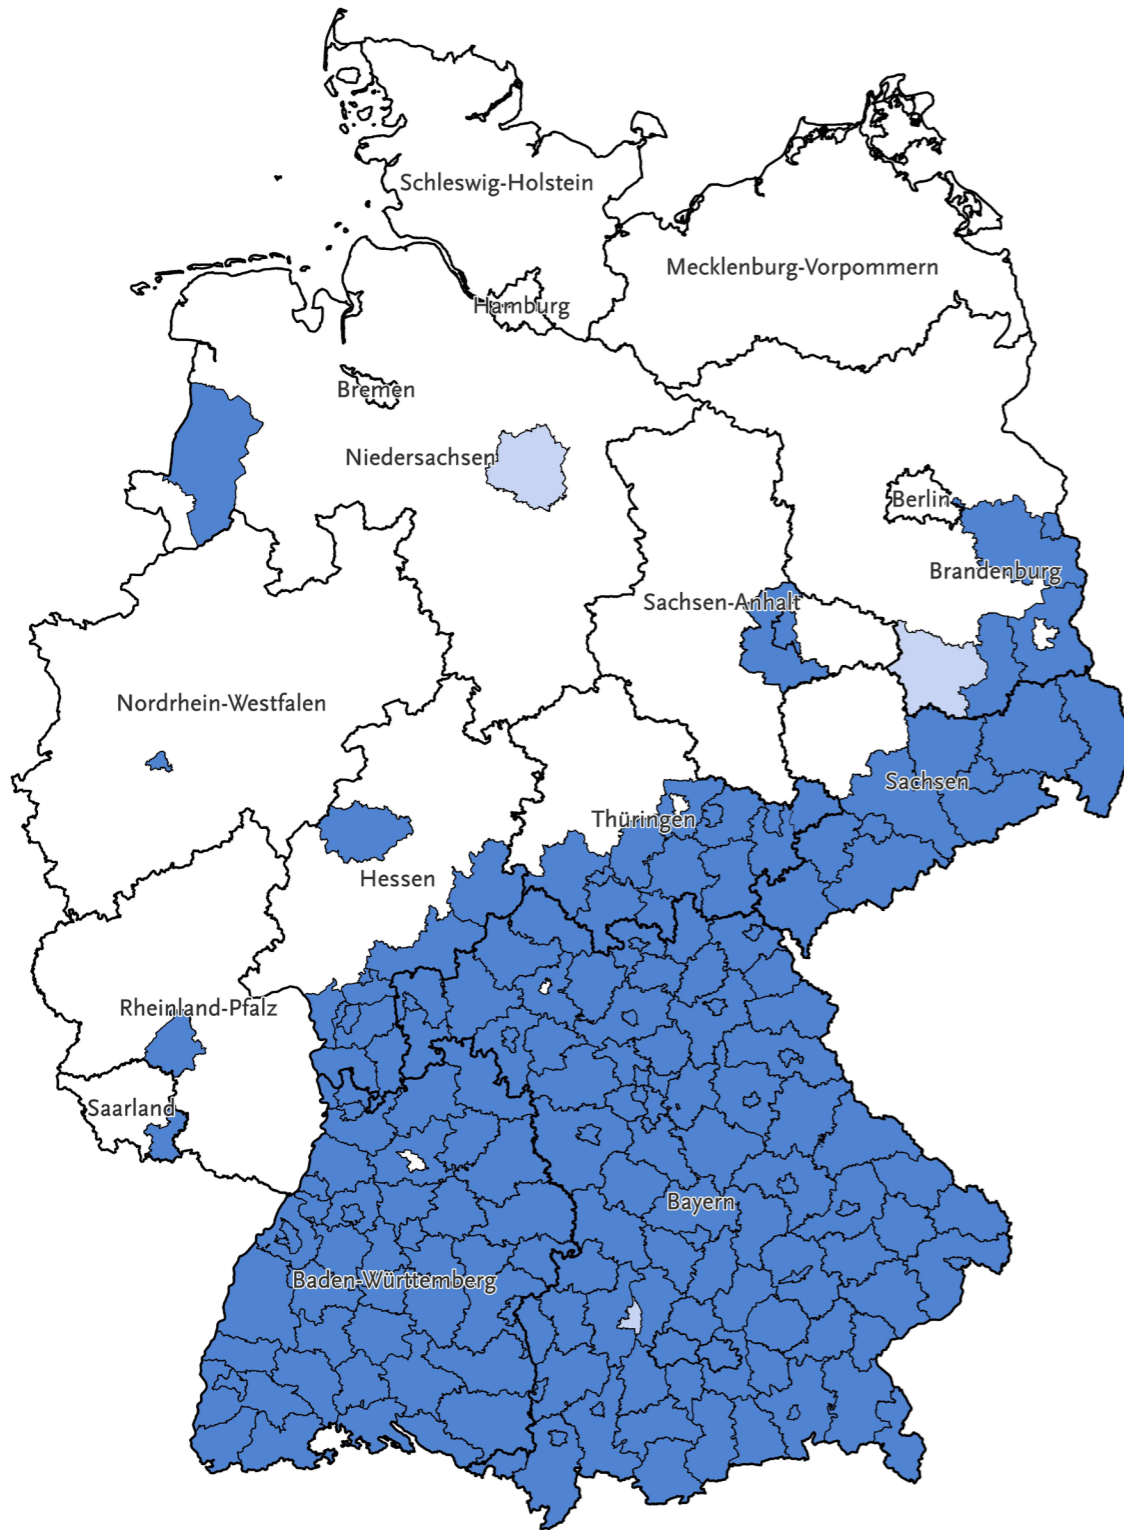 Schleswig-Holstein
Mecklenburg-Vorpommern
Hamburg
Bremen
Niedersachsen
Berlin
Brandenburg
Sachsen-Anhalt
Nordrhein-Westfalen
Sachsen
Thüringen
Hessen
Rheinland-Pfalz
Saarland
Bayern
Baden-Württemberg